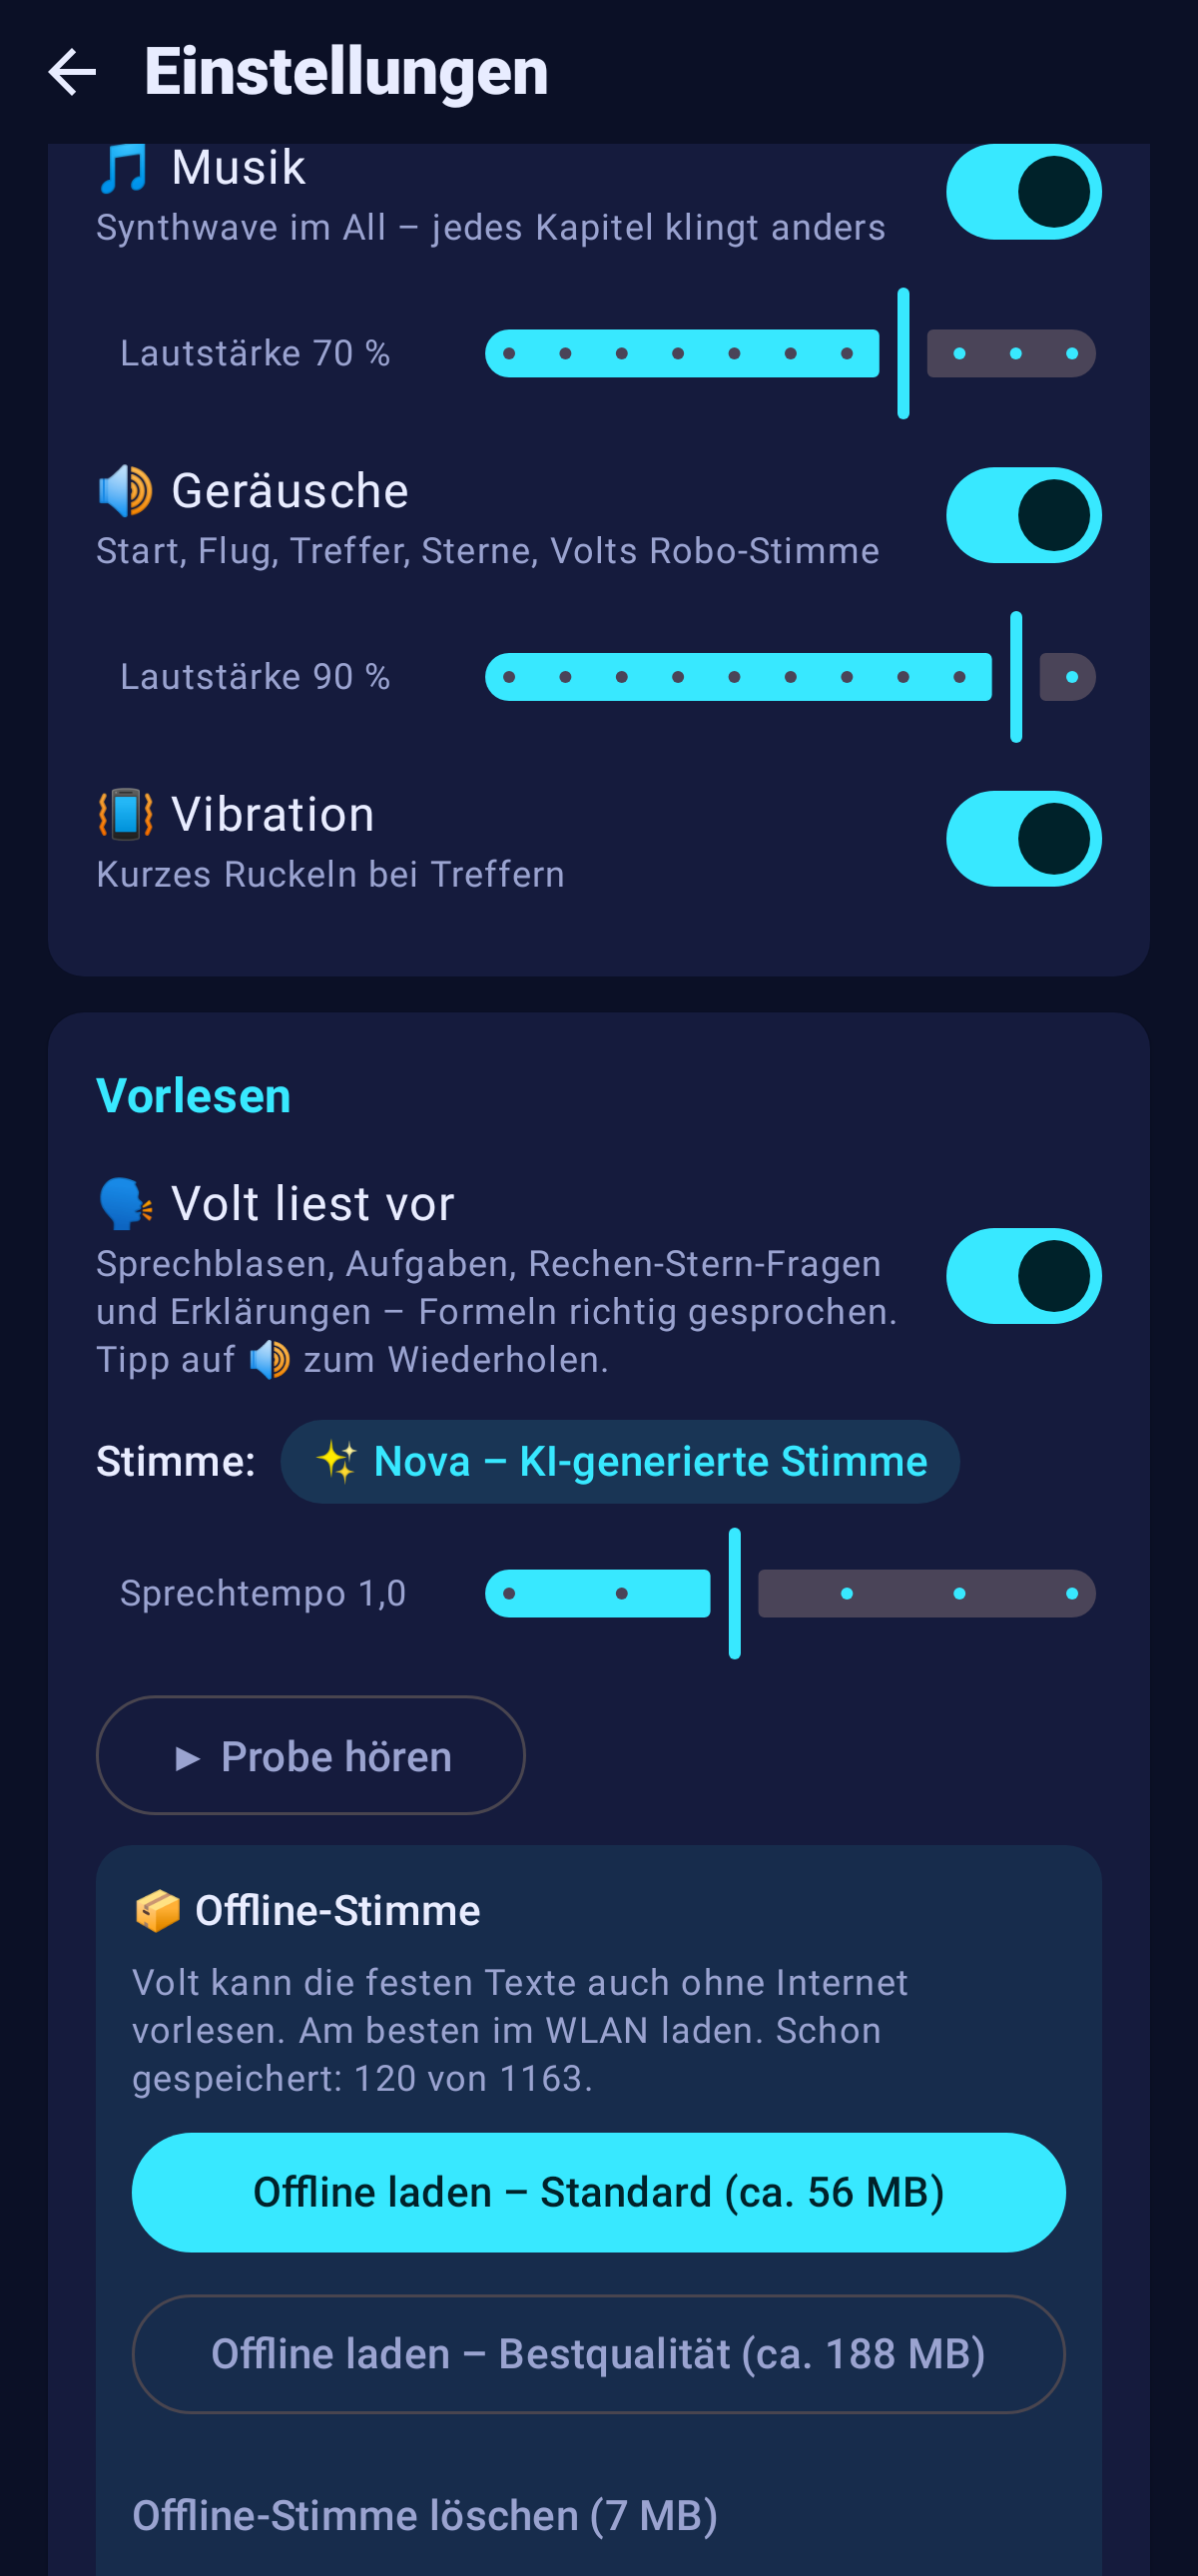 Einstellungen
🎵 Musik
Synthwave im All – jedes Kapitel klingt anders
Lautstärke 70 %
🔊 Geräusche
Start, Flug, Treffer, Sterne, Volts Robo-Stimme
Lautstärke 90 %
📳 Vibration
Kurzes Ruckeln bei Treffern
Vorlesen
🗣️ Volt liest vor
Sprechblasen, Aufgaben, Rechen-Stern-Fragen
und Erklärungen – Formeln richtig gesprochen.
Tipp auf 🔊 zum Wiederholen.
Stimme: ✨ Nova – KI-generierte Stimme
Sprechtempo 1,0
► Probe hören
📦 Offline-Stimme
Volt kann die festen Texte auch ohne Internet
vorlesen. Am besten im WLAN laden. Schon
gespeichert: 120 von 1163.
Offline laden – Standard (ca. 56 MB)
Offline laden – Bestqualität (ca. 188 MB)
Offline-Stimme löschen (7 MB)